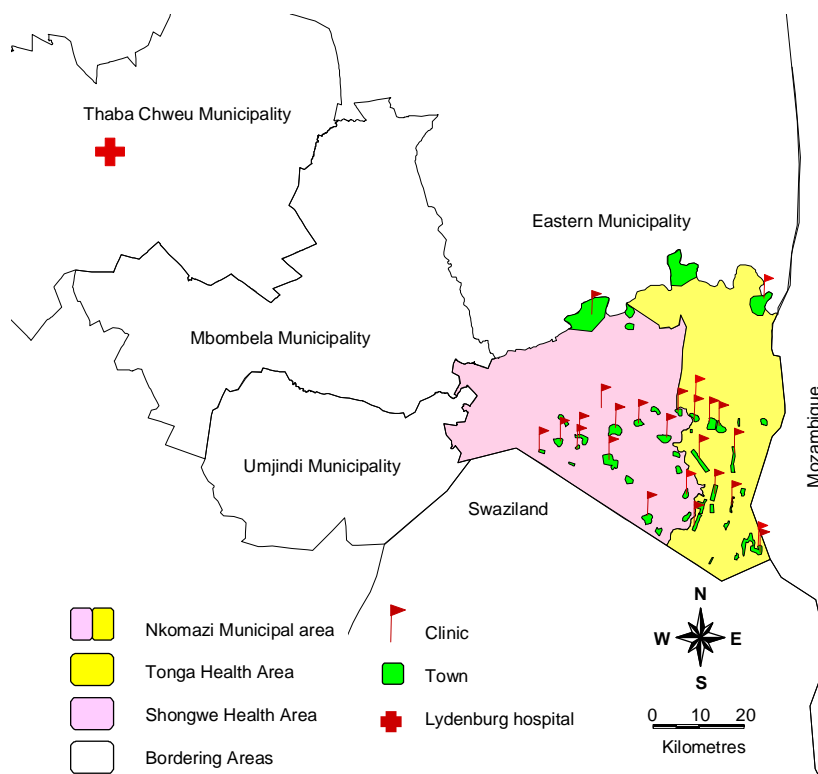 Thaba Chweu Municipality
Eastern Municipality
Mbombela Municipality
Umjindi Municipality
Swaziland
Mozambique
Nkomazi Municipal area
Tonga Health Area
Shongwe Health Area
Bordering Areas
Clinic
Town
Lydenburg hospital
N
W E
S
0 10 20
Kilometres